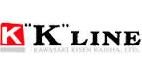 K "K" LINE
KAWASAKI KISEN KAISHA, LTD.